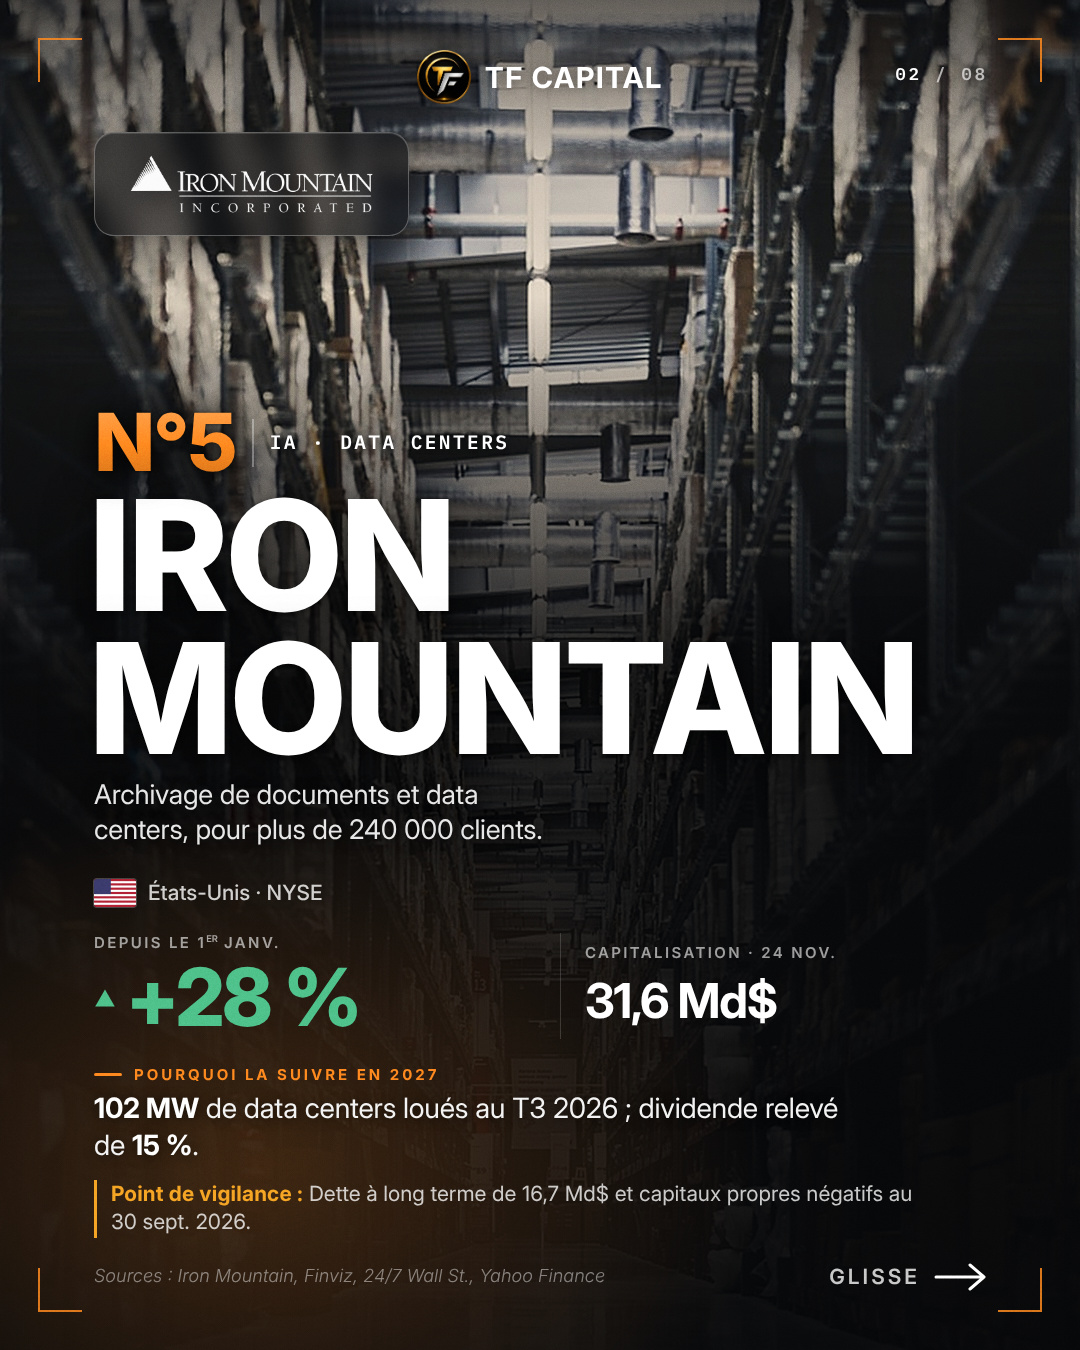 TF CAPITAL
02 / 08
IRON MOUNTAIN
INCORPORATED
N°5
IA · DATA CENTERS
IRON
MOUNTAIN
Archivage de documents et data
centers, pour plus de 240 000 clients.
États-Unis · NYSE
DEPUIS LE 1ER JANV.
▲ +28 %
CAPITALISATION · 24 NOV.
31,6 Md$
POURQUOI LA SUIVRE EN 2027
102 MW de data centers loués au T3 2026 ; dividende relevé
de 15 %.
Point de vigilance : Dette à long terme de 16,7 Md$ et capitaux propres négatifs au
30 sept. 2026.
Sources : Iron Mountain, Finviz, 24/7 Wall St., Yahoo Finance
GLISSE